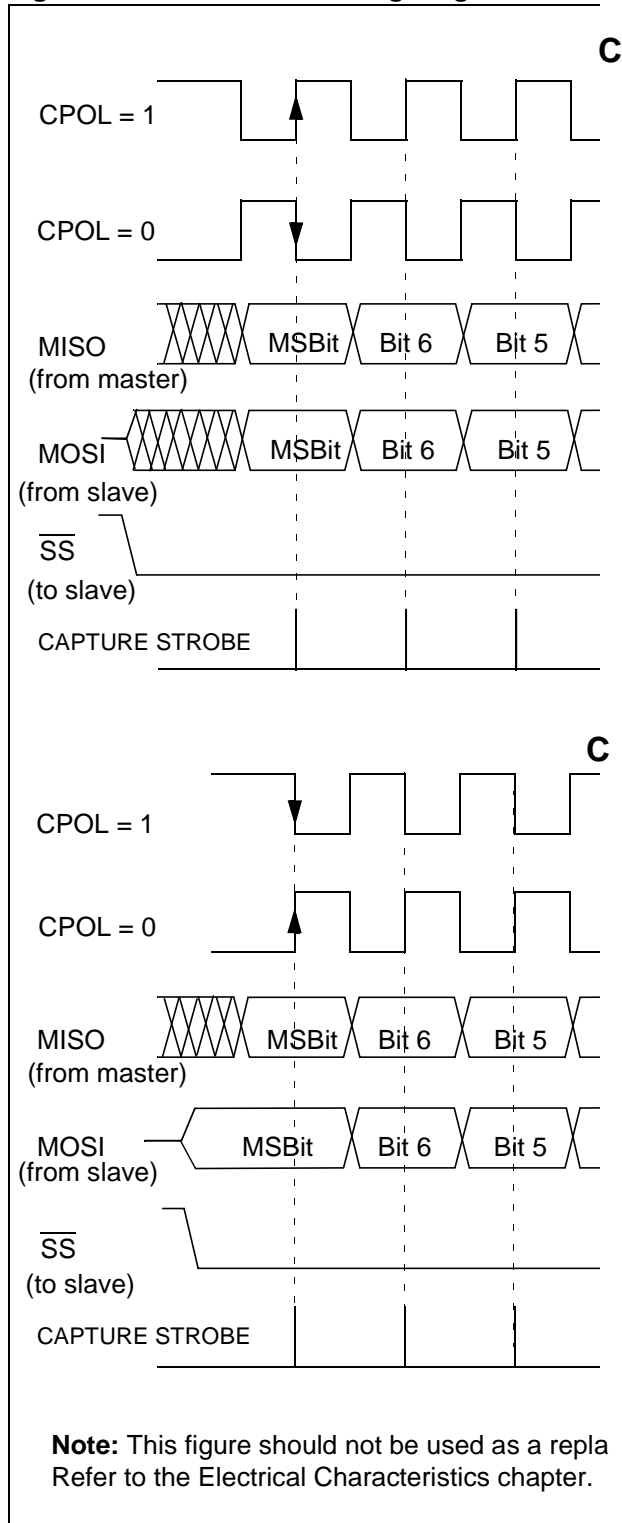 C
CPOL = 1
CPOL = 0
MISO MSBit Bit 6 Bit 5
(from master)
MOSI MSBit Bit 6 Bit 5
(from slave)
SS
(to slave)
CAPTURE STROBE
C
CPOL = 1
CPOL = 0
MISO MSBit Bit 6 Bit 5
(from master)
MOSI MSBit Bit 6 Bit 5
(from slave)
SS
(to slave)
CAPTURE STROBE
Note: This figure should not be used as a repla
Refer to the Electrical Characteristics chapter.